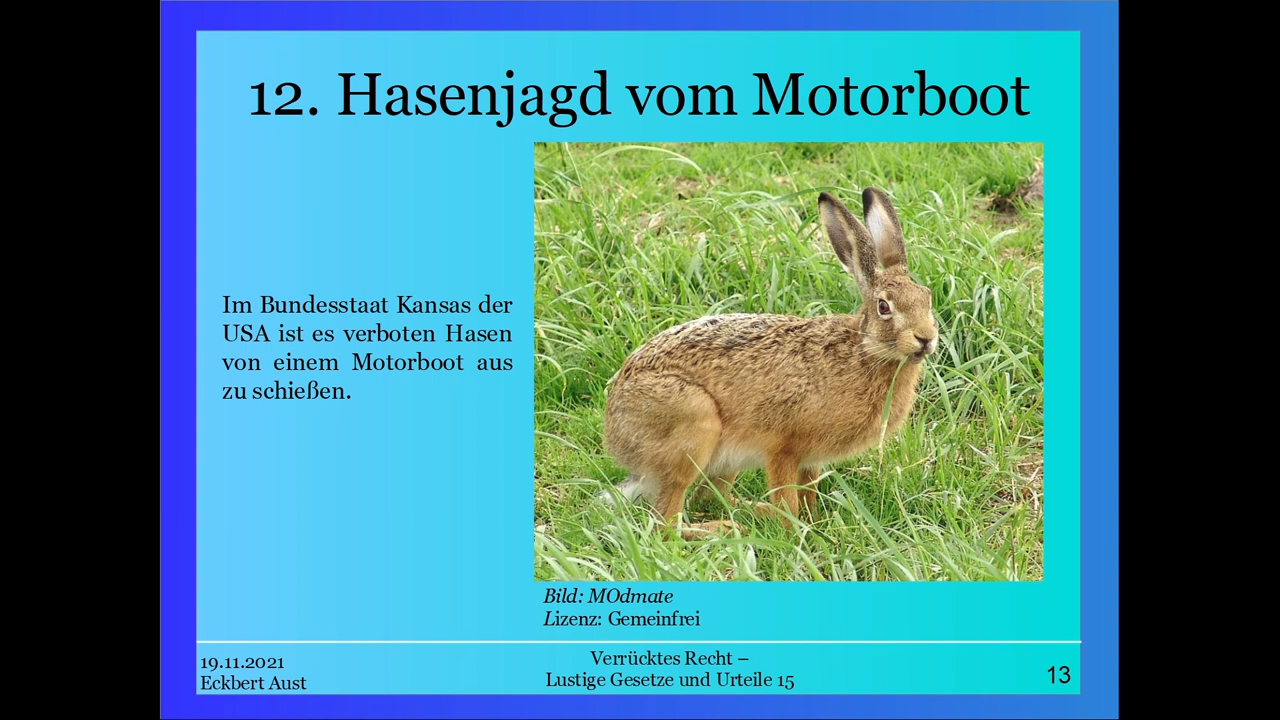 12. Hasenjagd vom Motorboot
Im Bundesstaat Kansas der
USA ist es verboten Hasen
von einem Motorboot aus
zu schießen.
Bild: MOdmate
Lizenz: Gemeinfrei
19.11.2021
Eckbert Aust
Verrücktes Recht –
Lustige Gesetze und Urteile 15
13